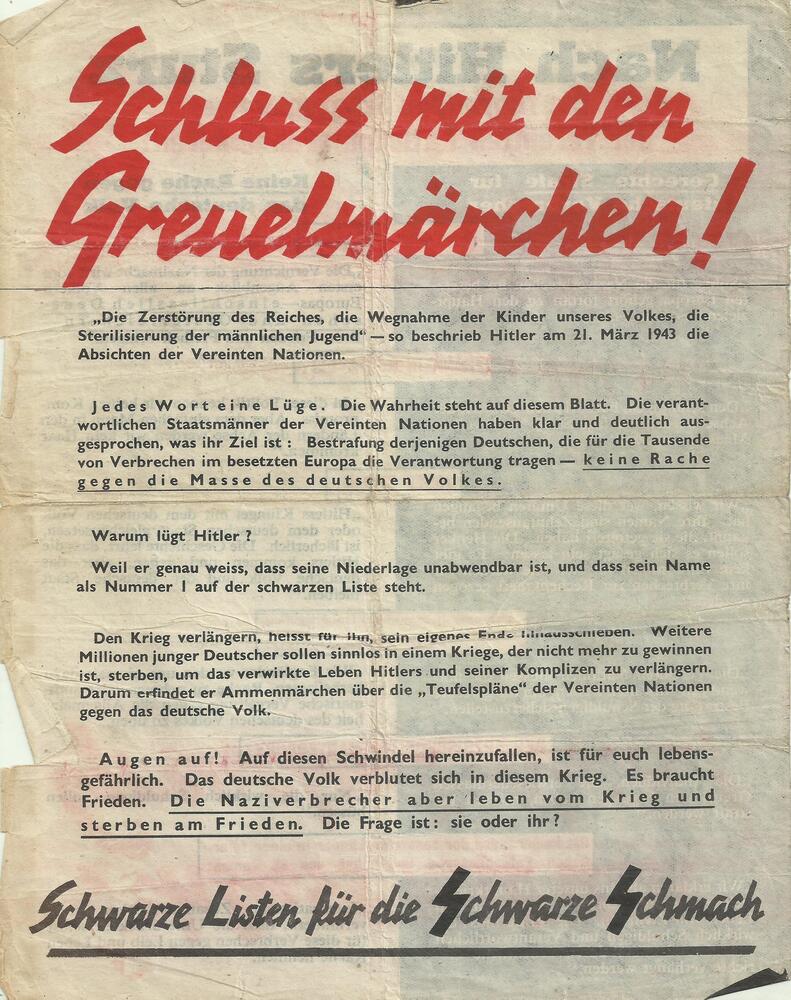 Schluss mit den
Greuelmärchen!
„Die Zerstörung des Reiches, die Wegnahme der Kinder unseres Volkes, die
Sterilisierung der männlichen Jugend“ — so beschrieb Hitler am 21. März 1943 die
Absichten der Vereinten Nationen.
Jedes Wort eine Lüge. Die Wahrheit steht auf diesem Blatt. Die verant-
wortlichen Staatsmänner der Vereinten Nationen haben klar und deutlich aus-
gesprochen, was ihr Ziel ist : Bestrafung derjenigen Deutschen, die für die Tausende
von Verbrechen im besetzten Europa die Verantwortung tragen — keine Rache
gegen die Masse des deutschen Volkes.
Warum lügt Hitler ?
Weil er genau weiss, dass seine Niederlage unabwendbar ist, und dass sein Name
als Nummer 1 auf der schwarzen Liste steht.
Den Krieg verlängern, heisst für ihn, sein eigenes Ende hinausschieben. Weitere
Millionen junger Deutscher sollen sinnlos in einem Kriege, der nicht mehr zu gewinnen
ist, sterben, um das verwirkte Leben Hitlers und seiner Komplizen zu verlängern.
Darum erfindet er Ammenmärchen über die „Teufelspläne“ der Vereinten Nationen
gegen das deutsche Volk.
Augen auf! Auf diesen Schwindel hereinzufallen, ist für euch lebens-
gefährlich. Das deutsche Volk verblutet sich in diesem Krieg. Es braucht
Frieden. Die Naziverbrecher aber leben vom Krieg und
sterben am Frieden. Die Frage ist: sie oder ihr?
Schwarze Listen für die Schwarze Schmach